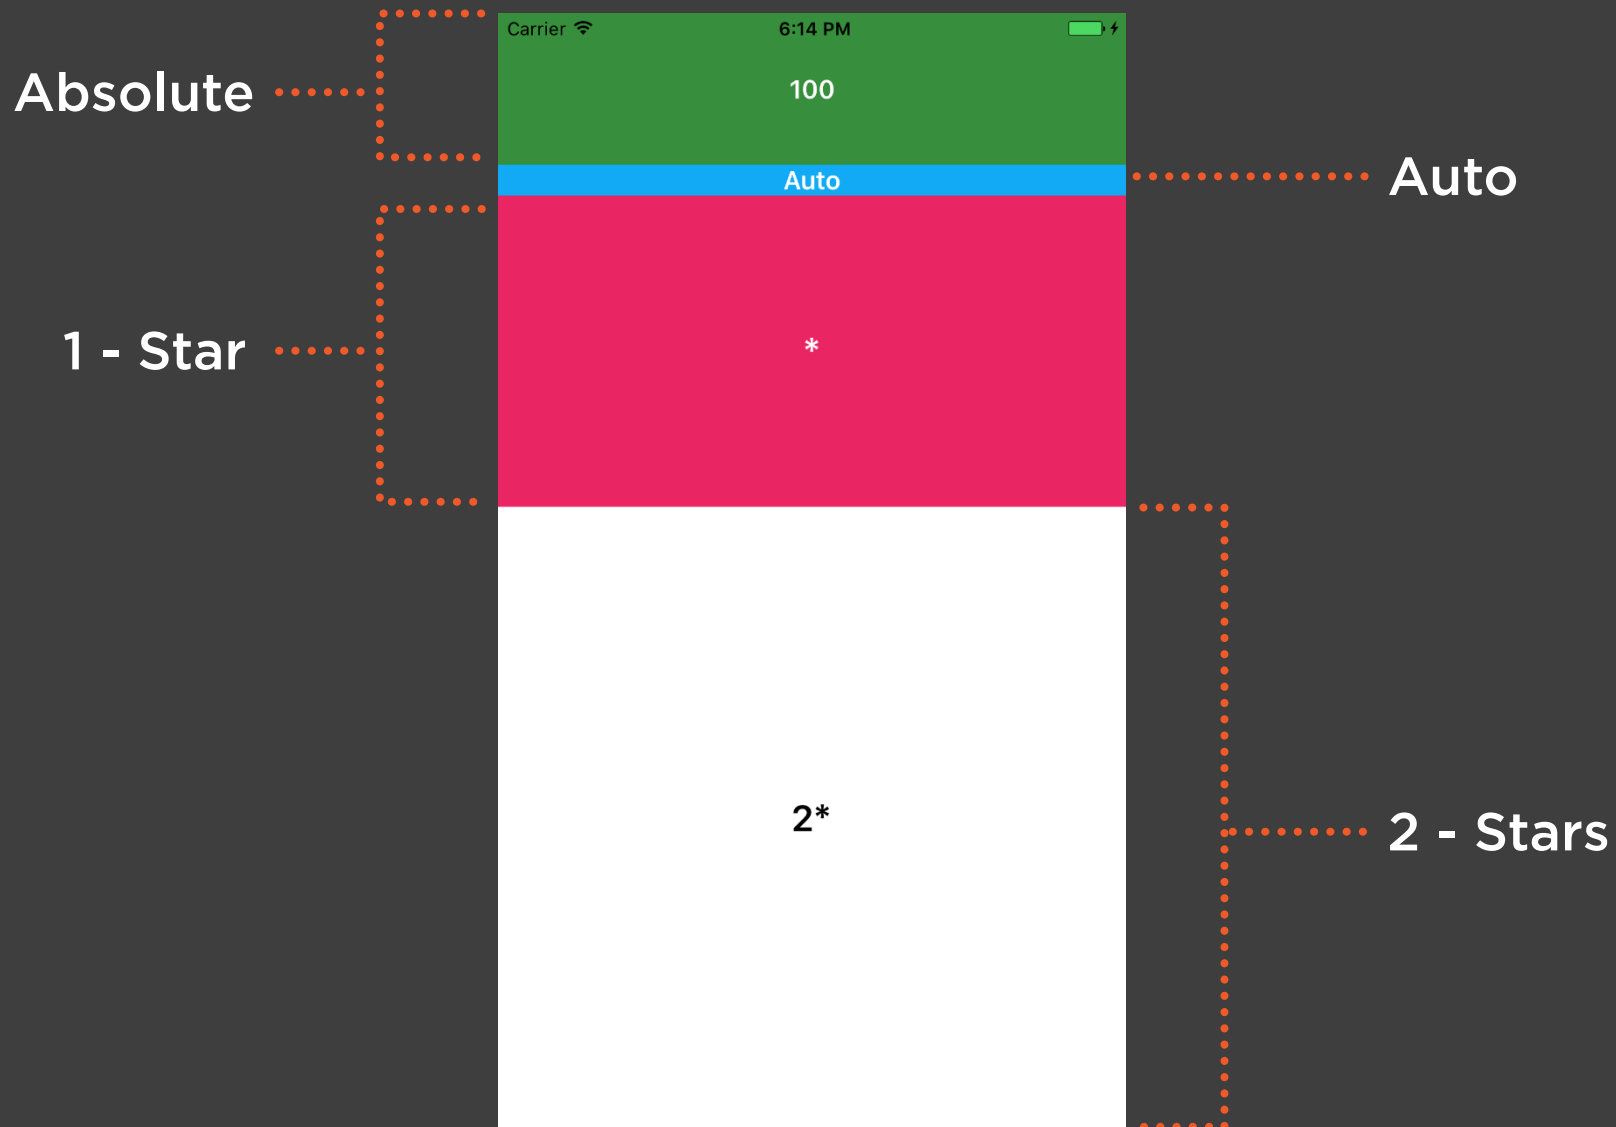 Carrier 6:14 PM
Absolute
100
Auto
Auto
1 - Star
*
2*
2 - Stars